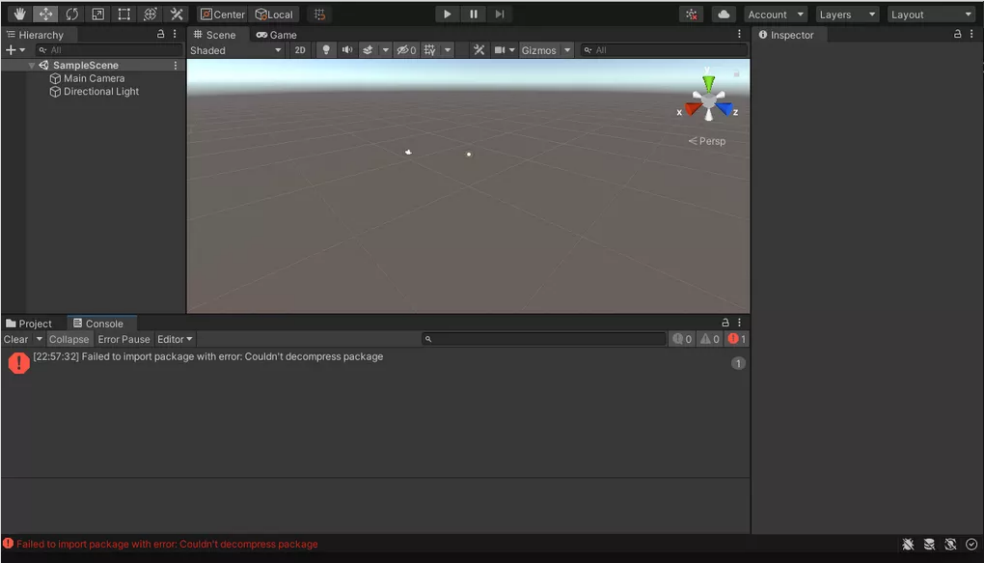 Center Local Account Layers Layout
Hierarchy
All
SampleScene
Main Camera
Directional Light
Scene Game
Shaded 2D 0 Gizmos All
y
x z
Persp
Inspector
Project Console
Clear Collapse Error Pause Editor 0 0 1
[22:57:32] Failed to import package with error: Couldn't decompress package
1
Failed to import package with error: Couldn't decompress package